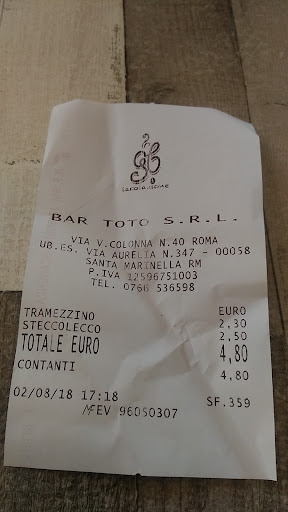 BAR TOTO S.R.L.
VIA V.COLONNA N.40 ROMA
UB.ES. VIA AURELIA N.347 - 00058
SANTA MARINELLA RM
P.IVA 12596751003
TEL. 0766 536598
EURO
TRAMEZZINO 2,30
STECCOLECCO 2,50
TOTALE EURO 4,80
CONTANTI 4,80
02/08/18 17:18 SF.359
MFEV 96050307